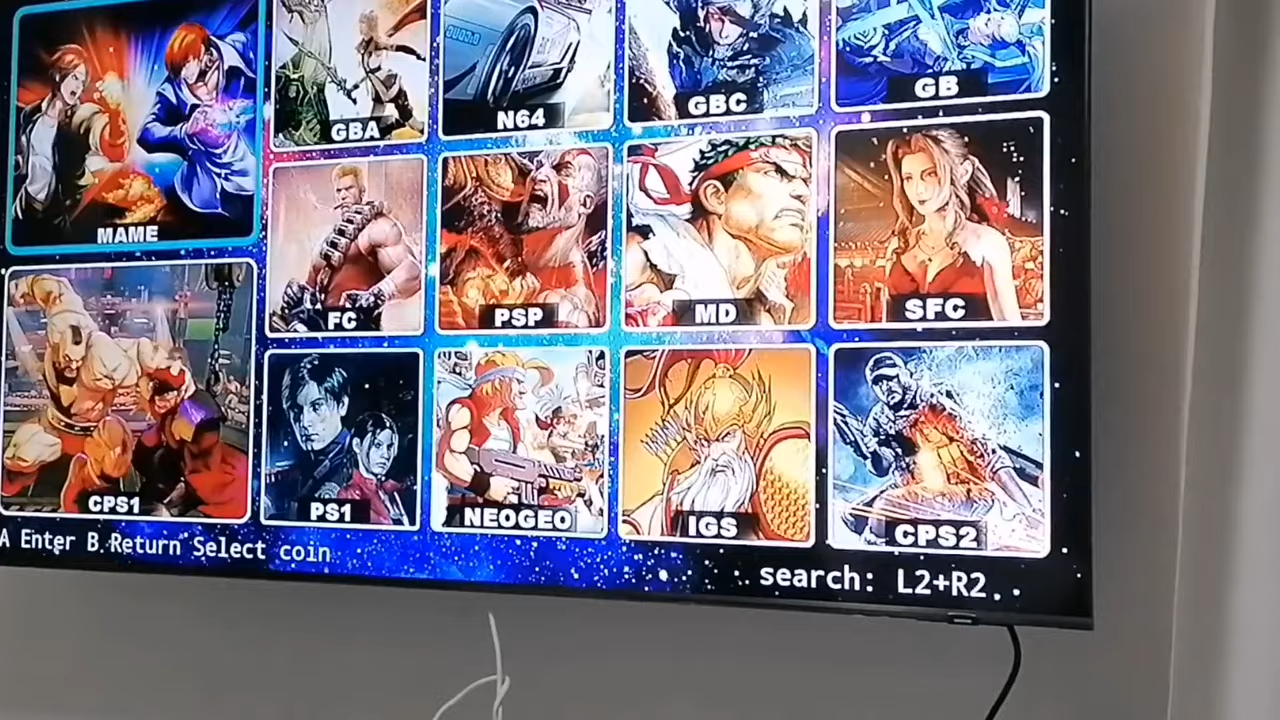 GBA
N64
GBC
GB
MAME
FC
PSP
MD
SFC
CPS1
PS1
NEOGEO
IGS
CPS2
A Enter B Return Select coin
search: L2+R2